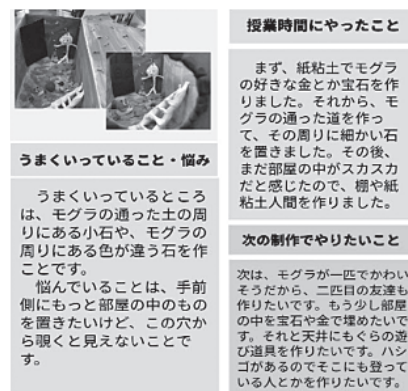 うまくいっていること・悩み
うまくいっているところ
は、モグラの通った土の周
りにある小石や、モグラの
周りにある色が違う石を作
ことです。
悩んでいることは、手前
側にもっと部屋の中のもの
を置きたいけど、この穴か
ら覗くと見えないことで
す。
授業時間にやったこと
まず、紙粘土でモグラ
の好きな金とか宝石を作
りました。それから、モ
グラの通った道を作っ
て、その周りに細かい石
を置きました。その後、
まだ部屋の中がスカスカ
だと感じたので、棚や紙
粘土人間を作りました。
次の制作でやりたいこと
次は、モグラが一匹でかわい
そうだから、二匹目の友達も
作りたいです。もう少し部屋
の中を宝石や金で埋めたいで
す。それと天井にもぐらの遊
び道具を作りたいです。ハシ
ゴがあるのでそこにも登って
いる人とかを作りたいです。